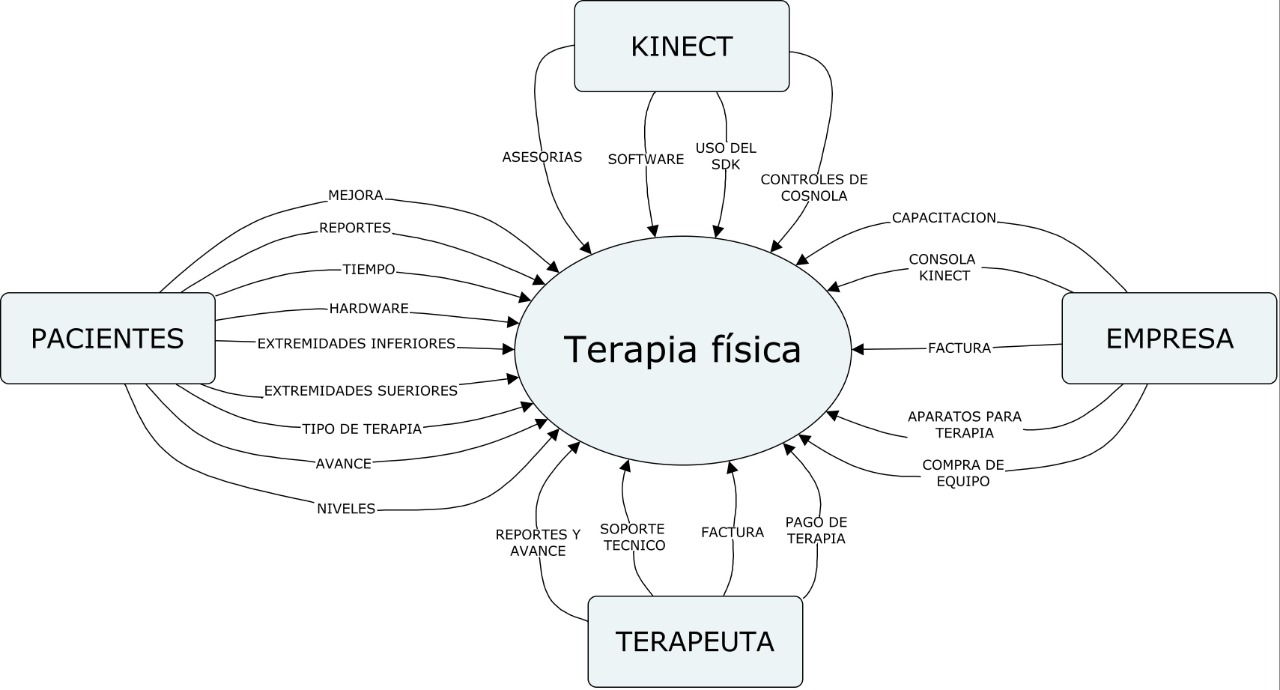 KINECT
ASESORIAS
SOFTWARE
USO DEL
SDK
CONTROLES DE
COSNOLA
MEJORA
REPORTES
TIEMPO
HARDWARE
EXTREMIDADES INFERIORES
EXTREMIDADES SUERIORES
TIPO DE TERAPIA
AVANCE
NIVELES
PACIENTES
Terapia física
CAPACITACION
CONSOLA
KINECT
FACTURA
APARATOS PARA
TERAPIA
COMPRA DE
EQUIPO
EMPRESA
REPORTES Y
AVANCE
SOPORTE
TECNICO
FACTURA
PAGO DE
TERAPIA
TERAPEUTA